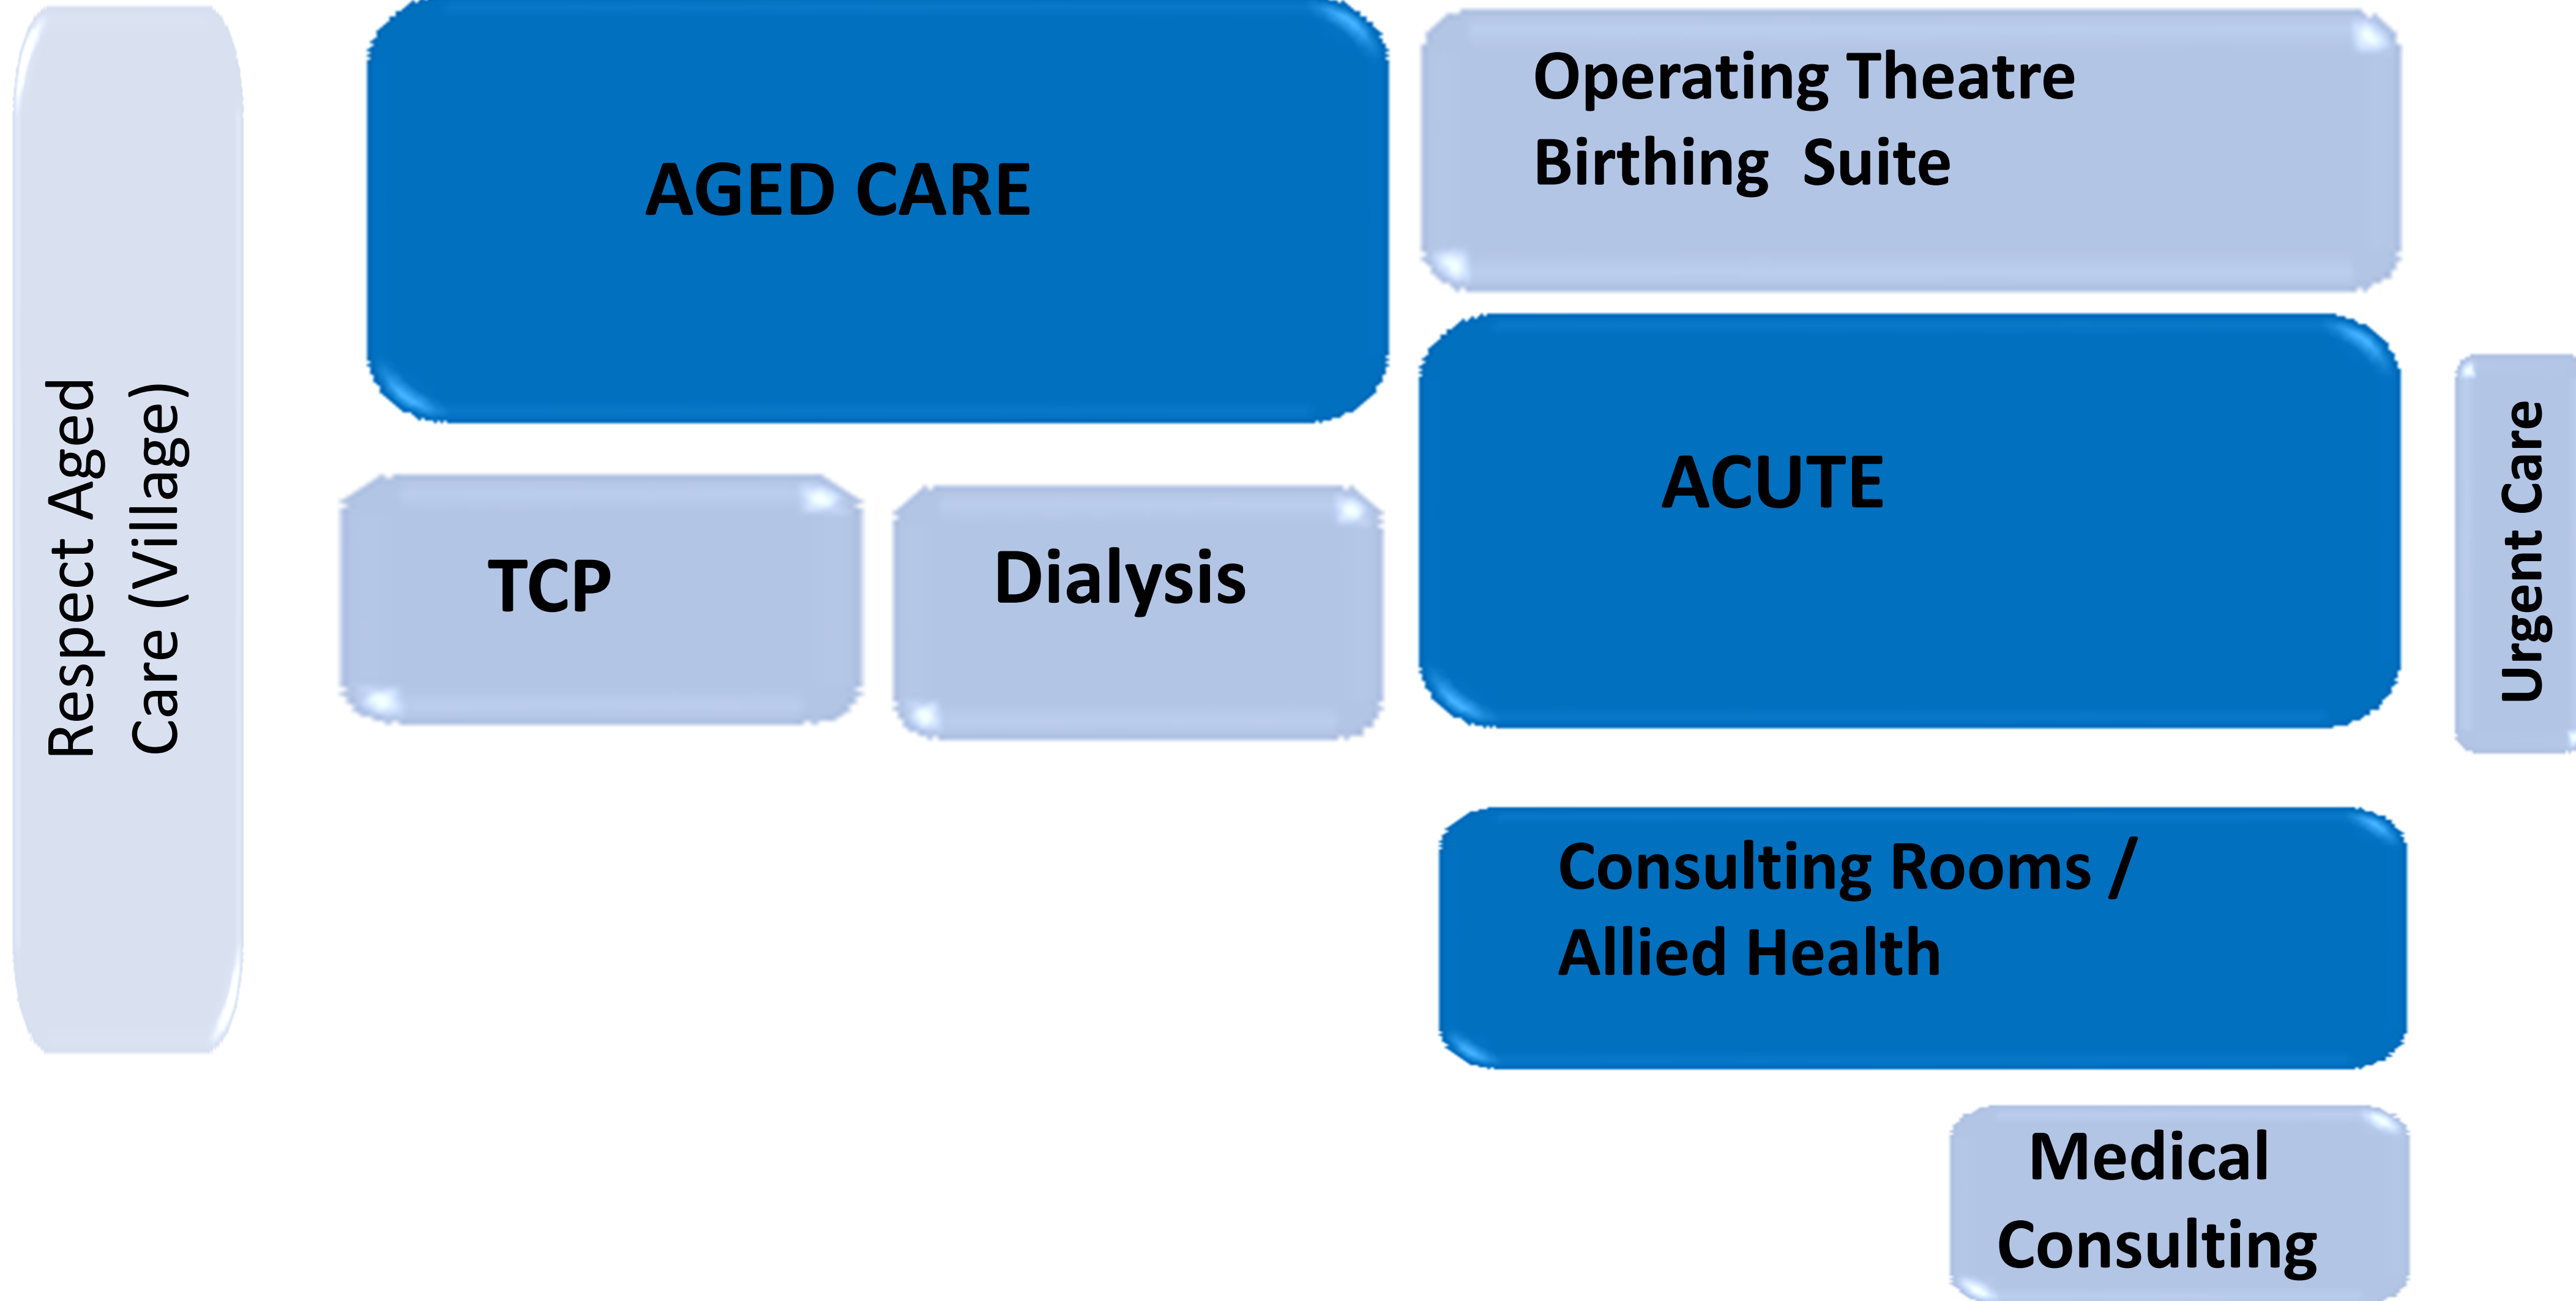 Respect Aged
Care (Village)
AGED CARE
Operating Theatre
Birthing Suite
TCP
Dialysis
ACUTE
Urgent Care
Consulting Rooms /
Allied Health
Medical
Consulting